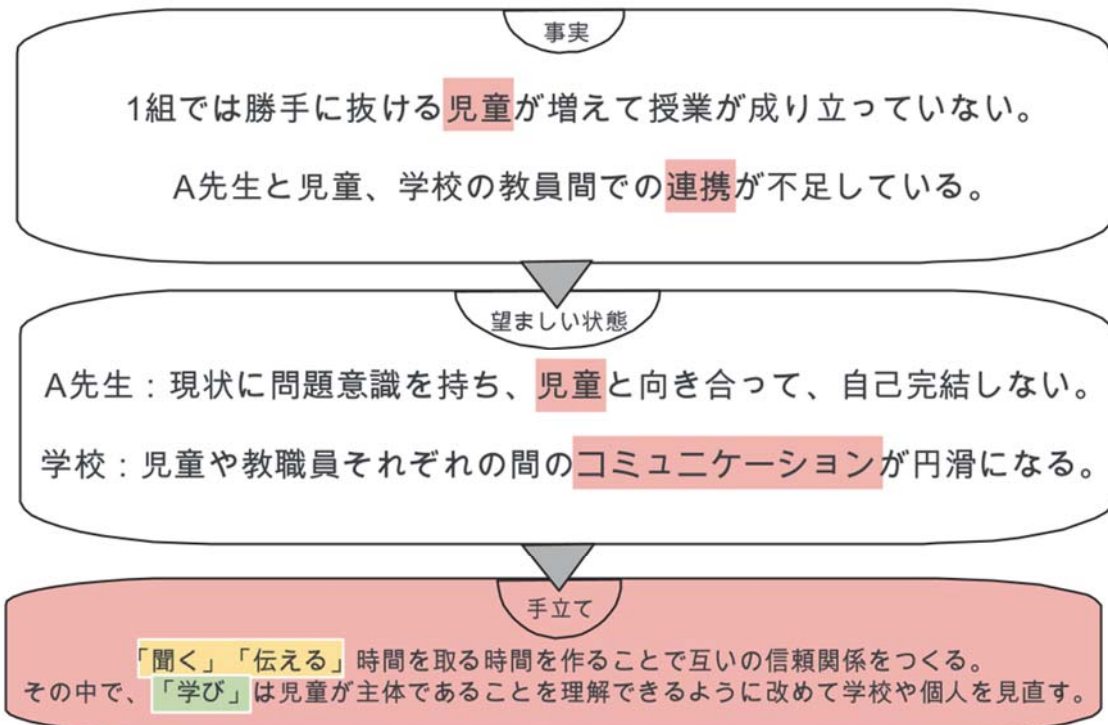 事実
1組では勝手に抜ける児童が増えて授業が成り立っていない。
A先生と児童、学校の教員間での連携が不足している。
望ましい状態
A先生：現状に問題意識を持ち、児童と向き合って、自己完結しない。
学校：児童や教職員それぞれの間のコミュニケーションが円滑になる。
手立て
「聞く」「伝える」時間を取る時間を作ることで互いの信頼関係をつくる。
その中で、「学び」は児童が主体であることを理解できるように改めて学校や個人を見直す。